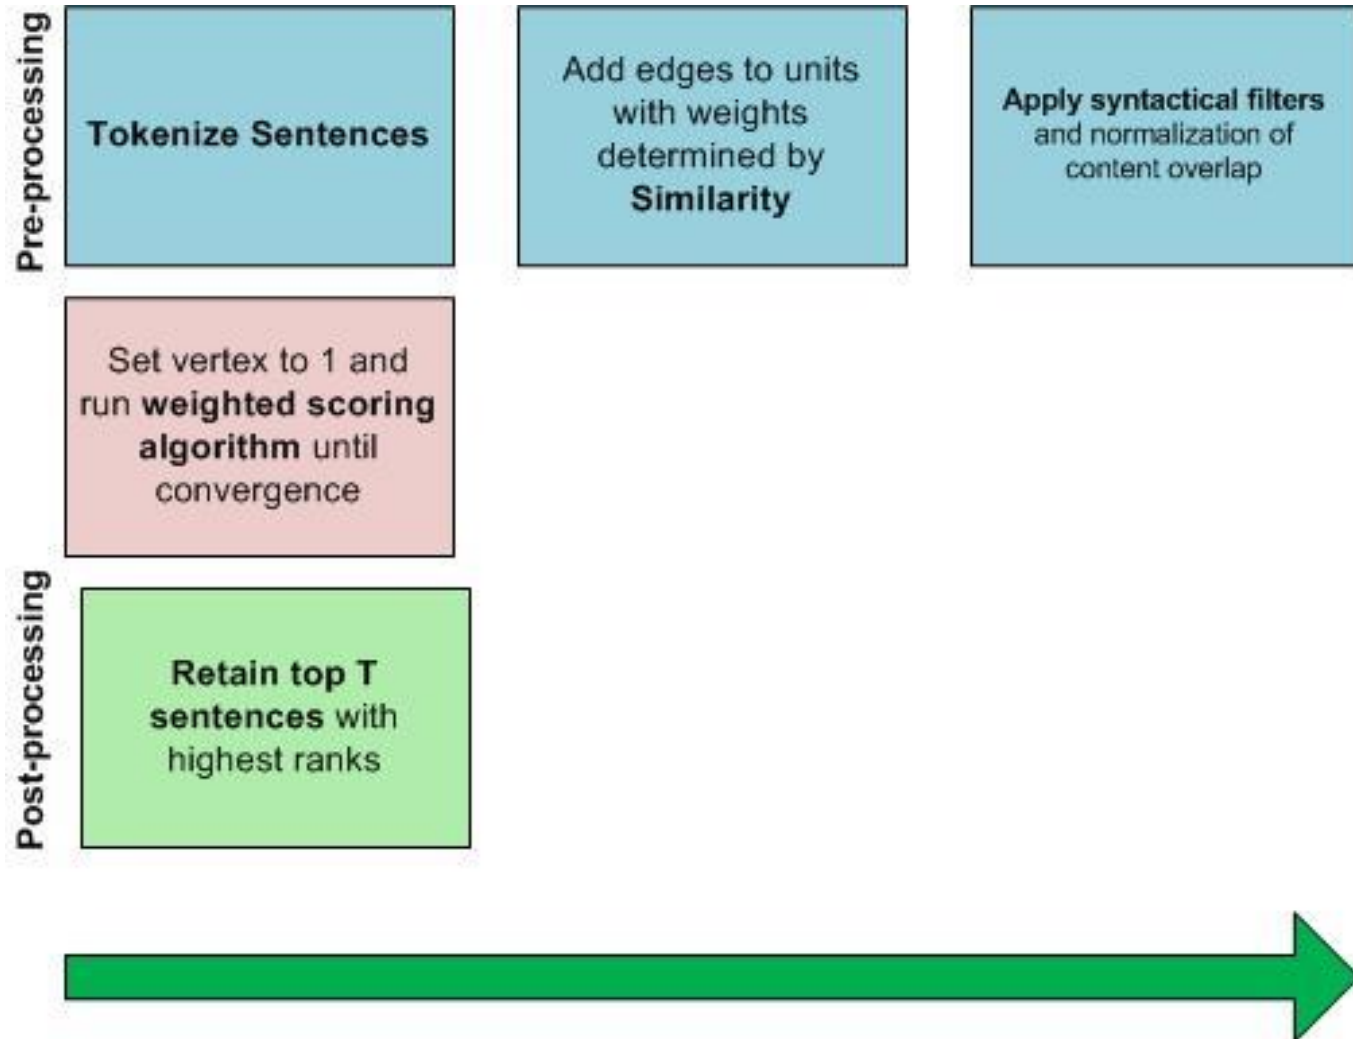 Pre-processing
Tokenize Sentences
Add edges to units
with weights
determined by
Similarity
Apply syntactical filters
and normalization of
content overlap
Set vertex to 1 and
run weighted scoring
algorithm until
convergence
Post-processing
Retain top T
sentences with
highest ranks